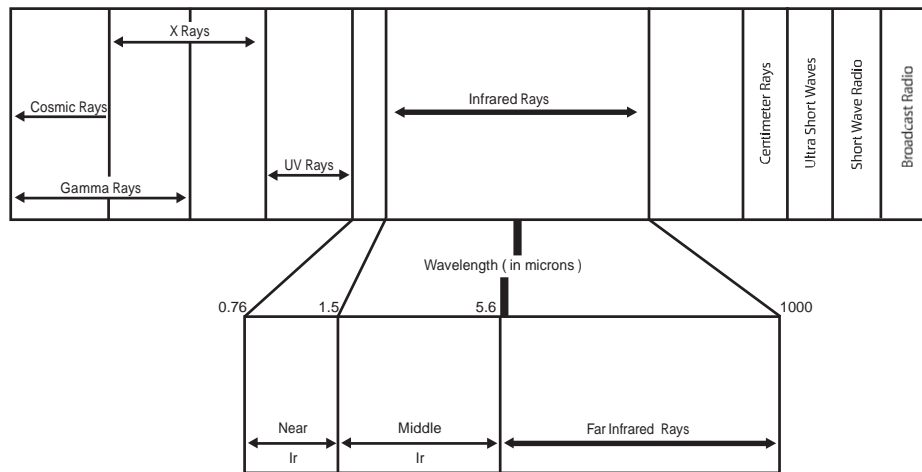 X Rays
Cosmic Rays
Infrared Rays
UV Rays
Gamma Rays
Centimeter Rays
Ultra Short Waves
Short Wave Radio
Broadcast Radio
Wavelength ( in microns )
0.76
1.5
5.6
1000
Near
Ir
Middle
Ir
Far Infrared Rays